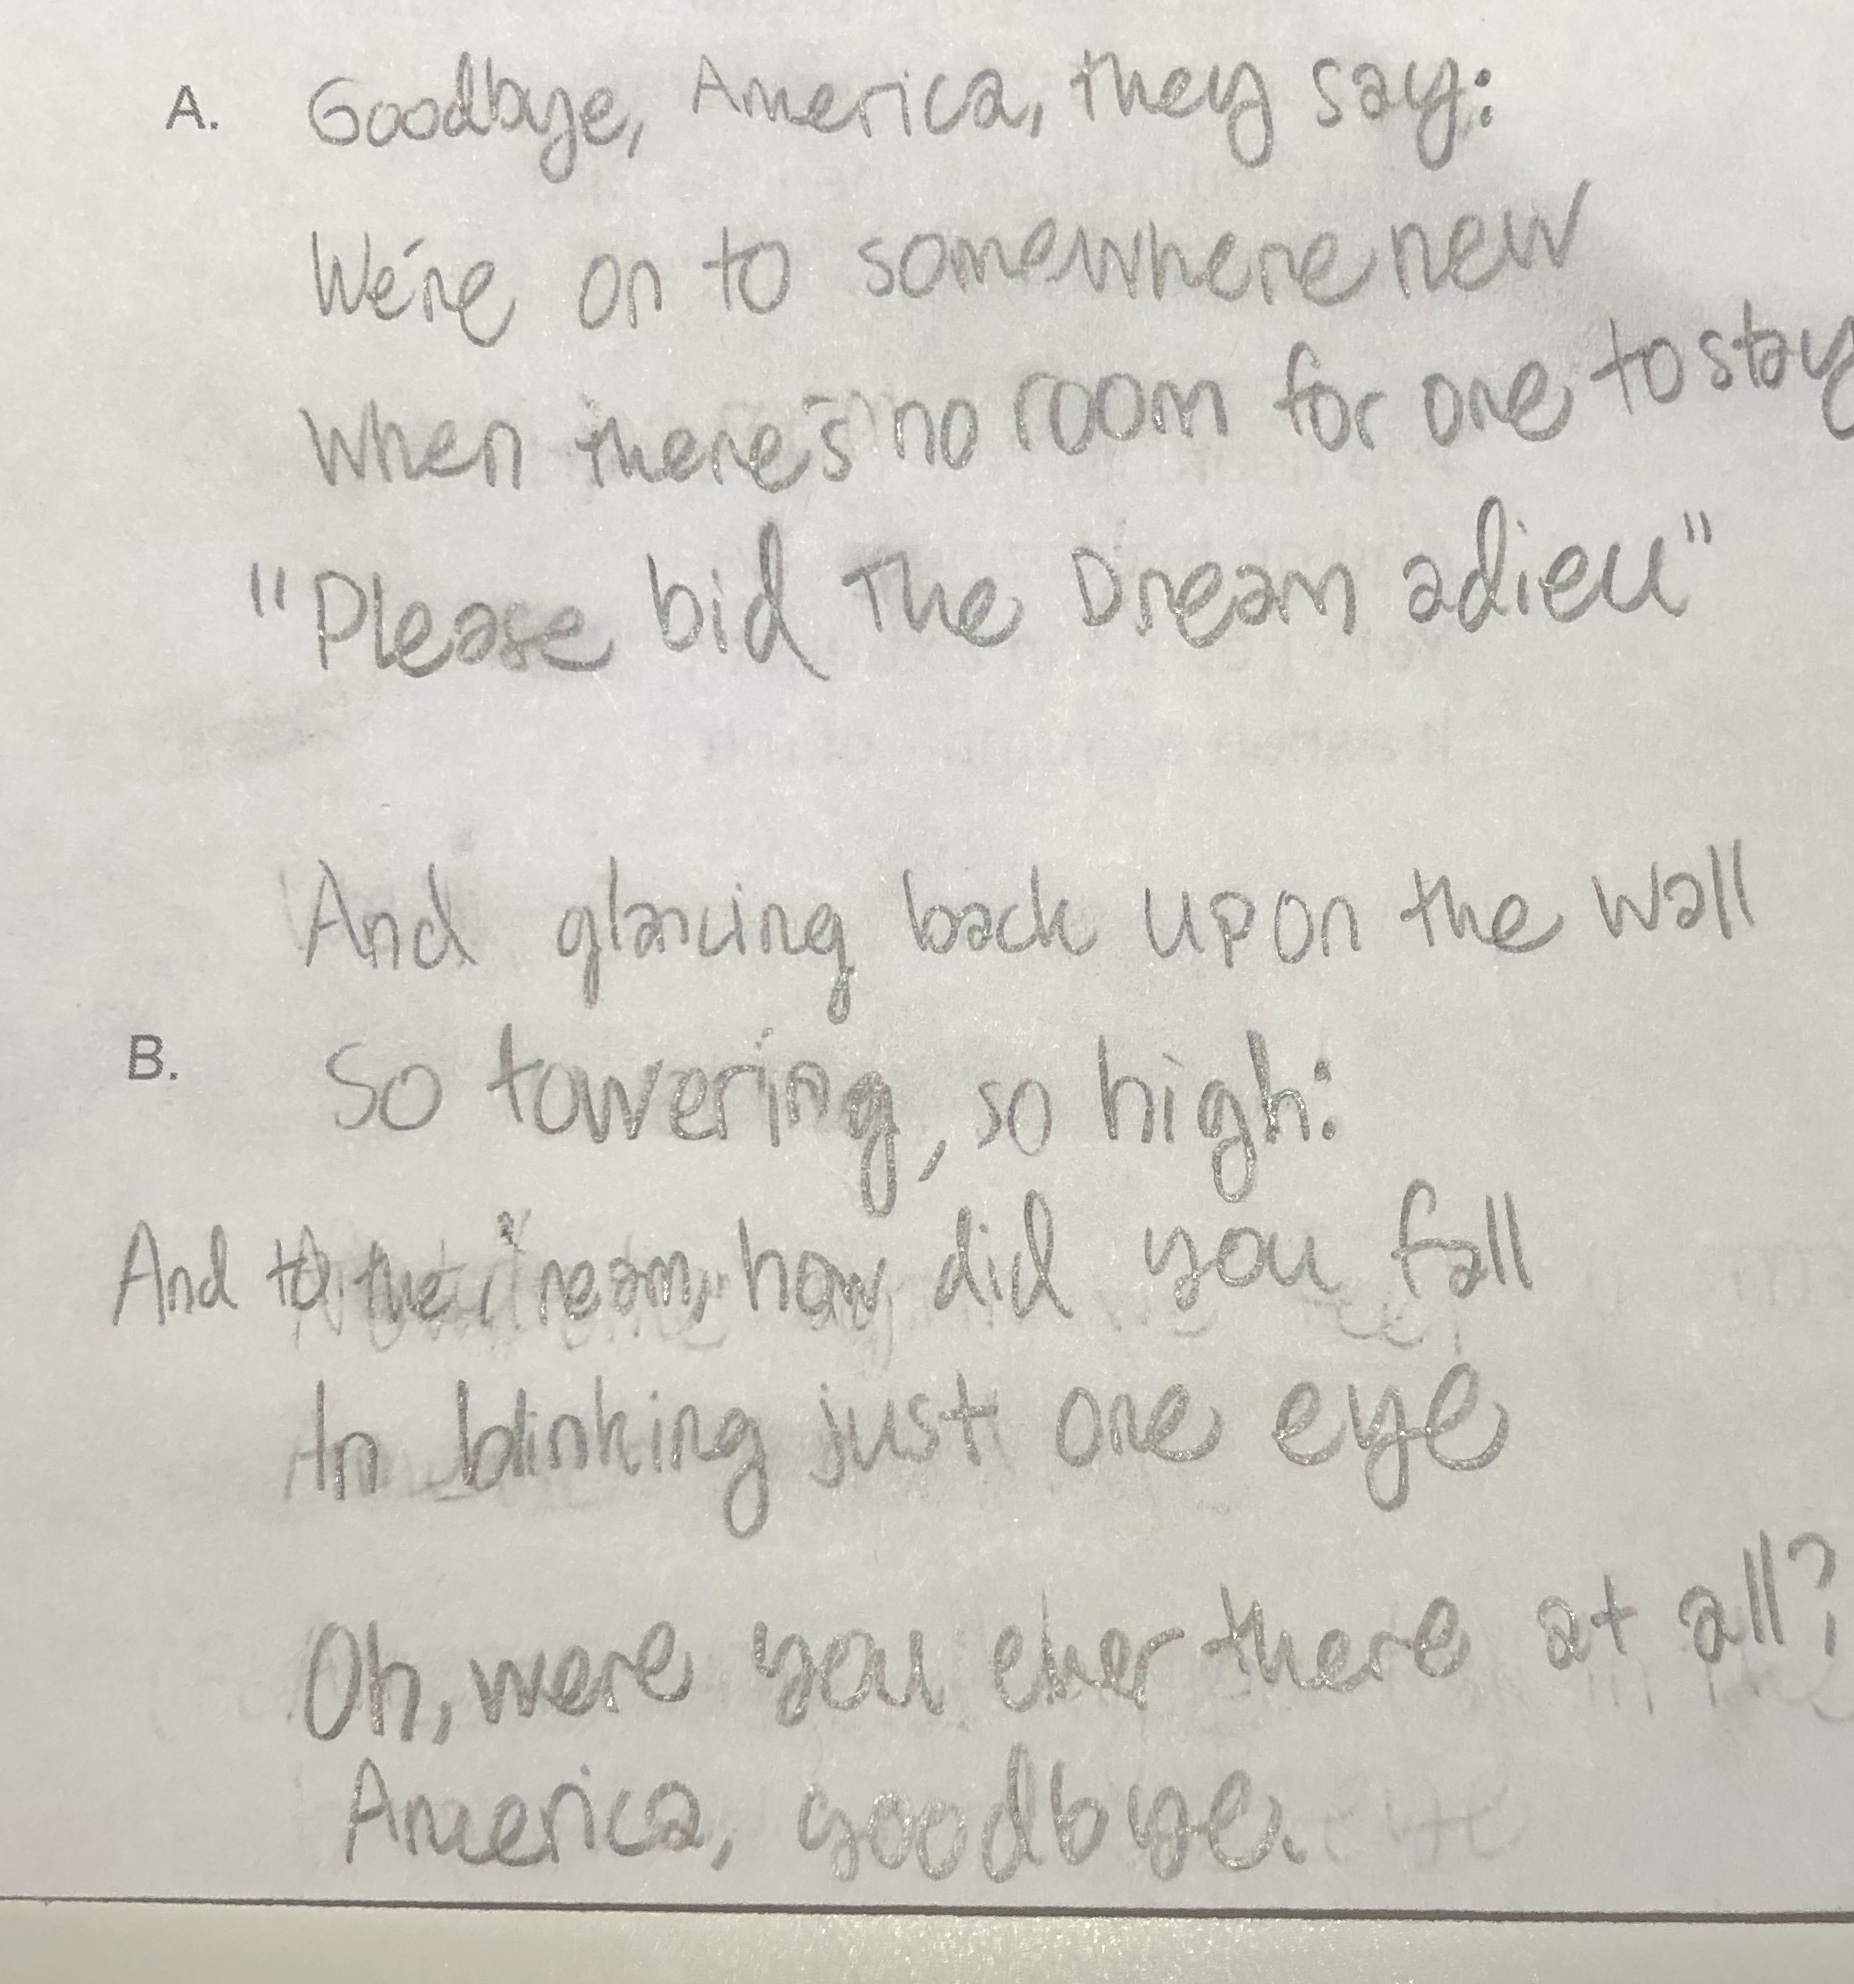 A. Goodbye, America, they say:
We're on to somewhere new
When there's no room for one to stay
"Please bid The Dream adieu"
And glancing back upon the wall
B. So towering, so high:
And to the Dream, how did you fall
In blinking just one eye
Oh, were you ever there at all?
America, goodbye.